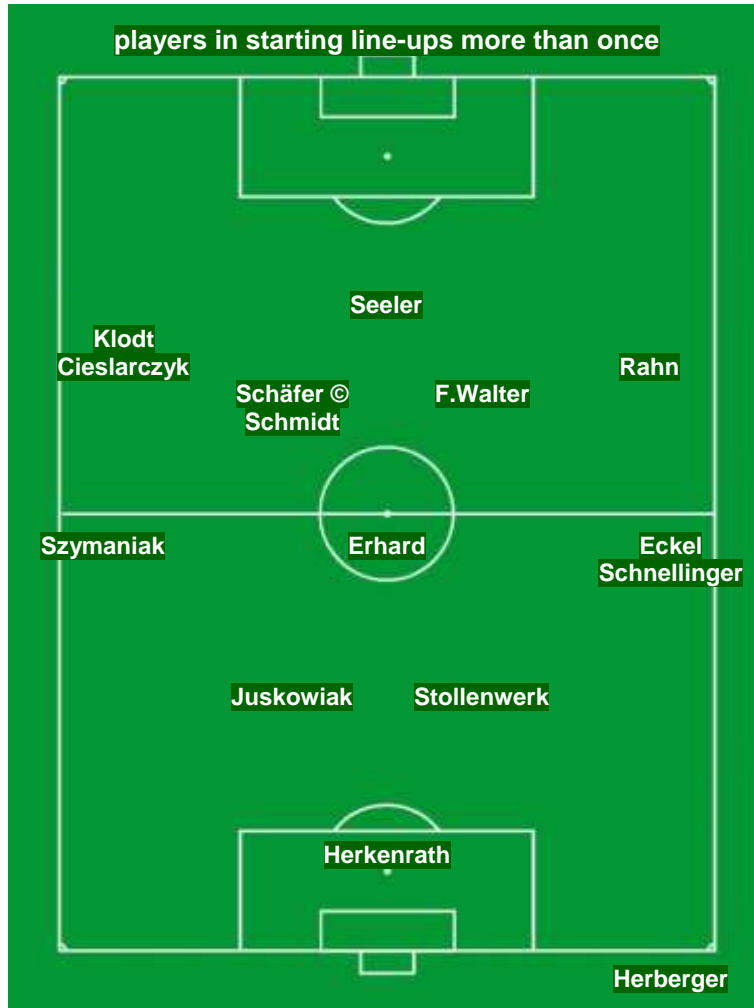 players in starting line-ups more than once
Seeler
Klodt
Cieslarczyk
Rahn
Schäfer ©
Schmidt
F.Walter
Szymaniak
Erhard
Eckel
Schnellinger
Juskowiak
Stollenwerk
Herkenrath
Herberger